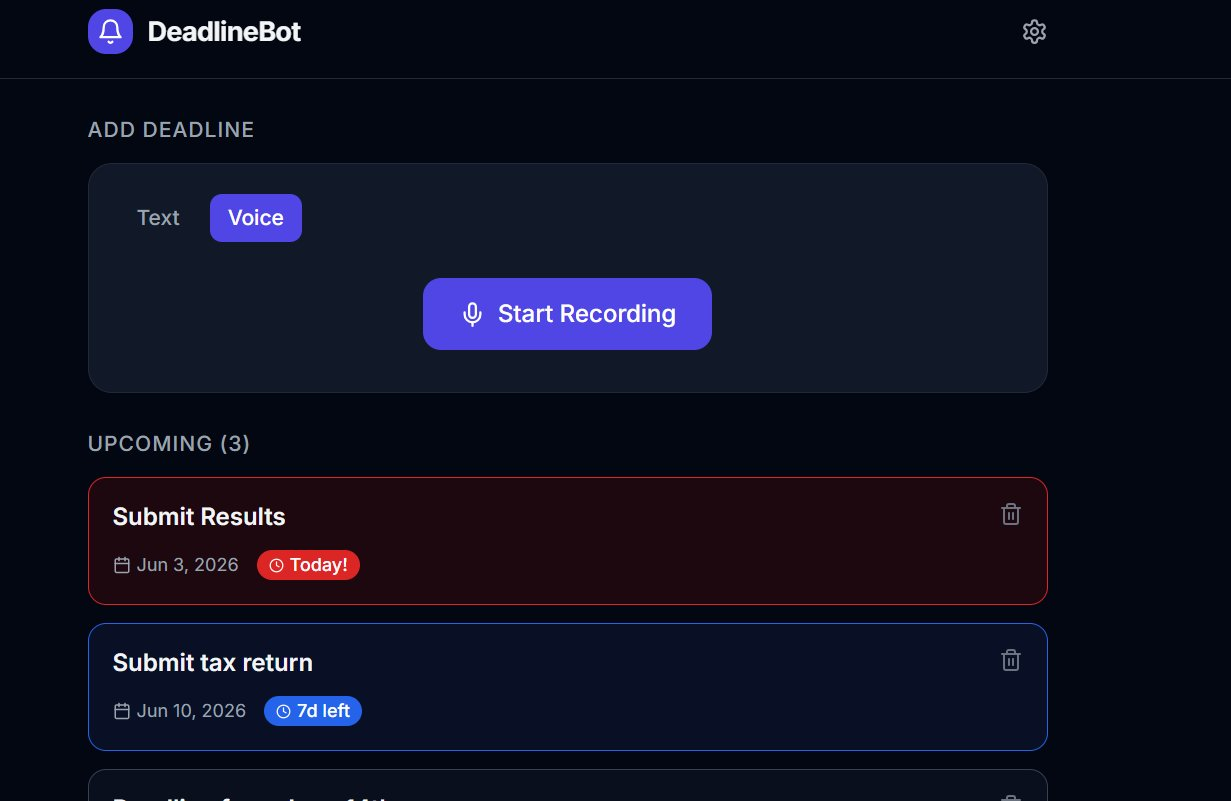 DeadlineBot
ADD DEADLINE
Text
Voice
Start Recording
UPCOMING (3)
Submit Results
Jun 3, 2026
Today!
Submit tax return
Jun 10, 2026
7d left